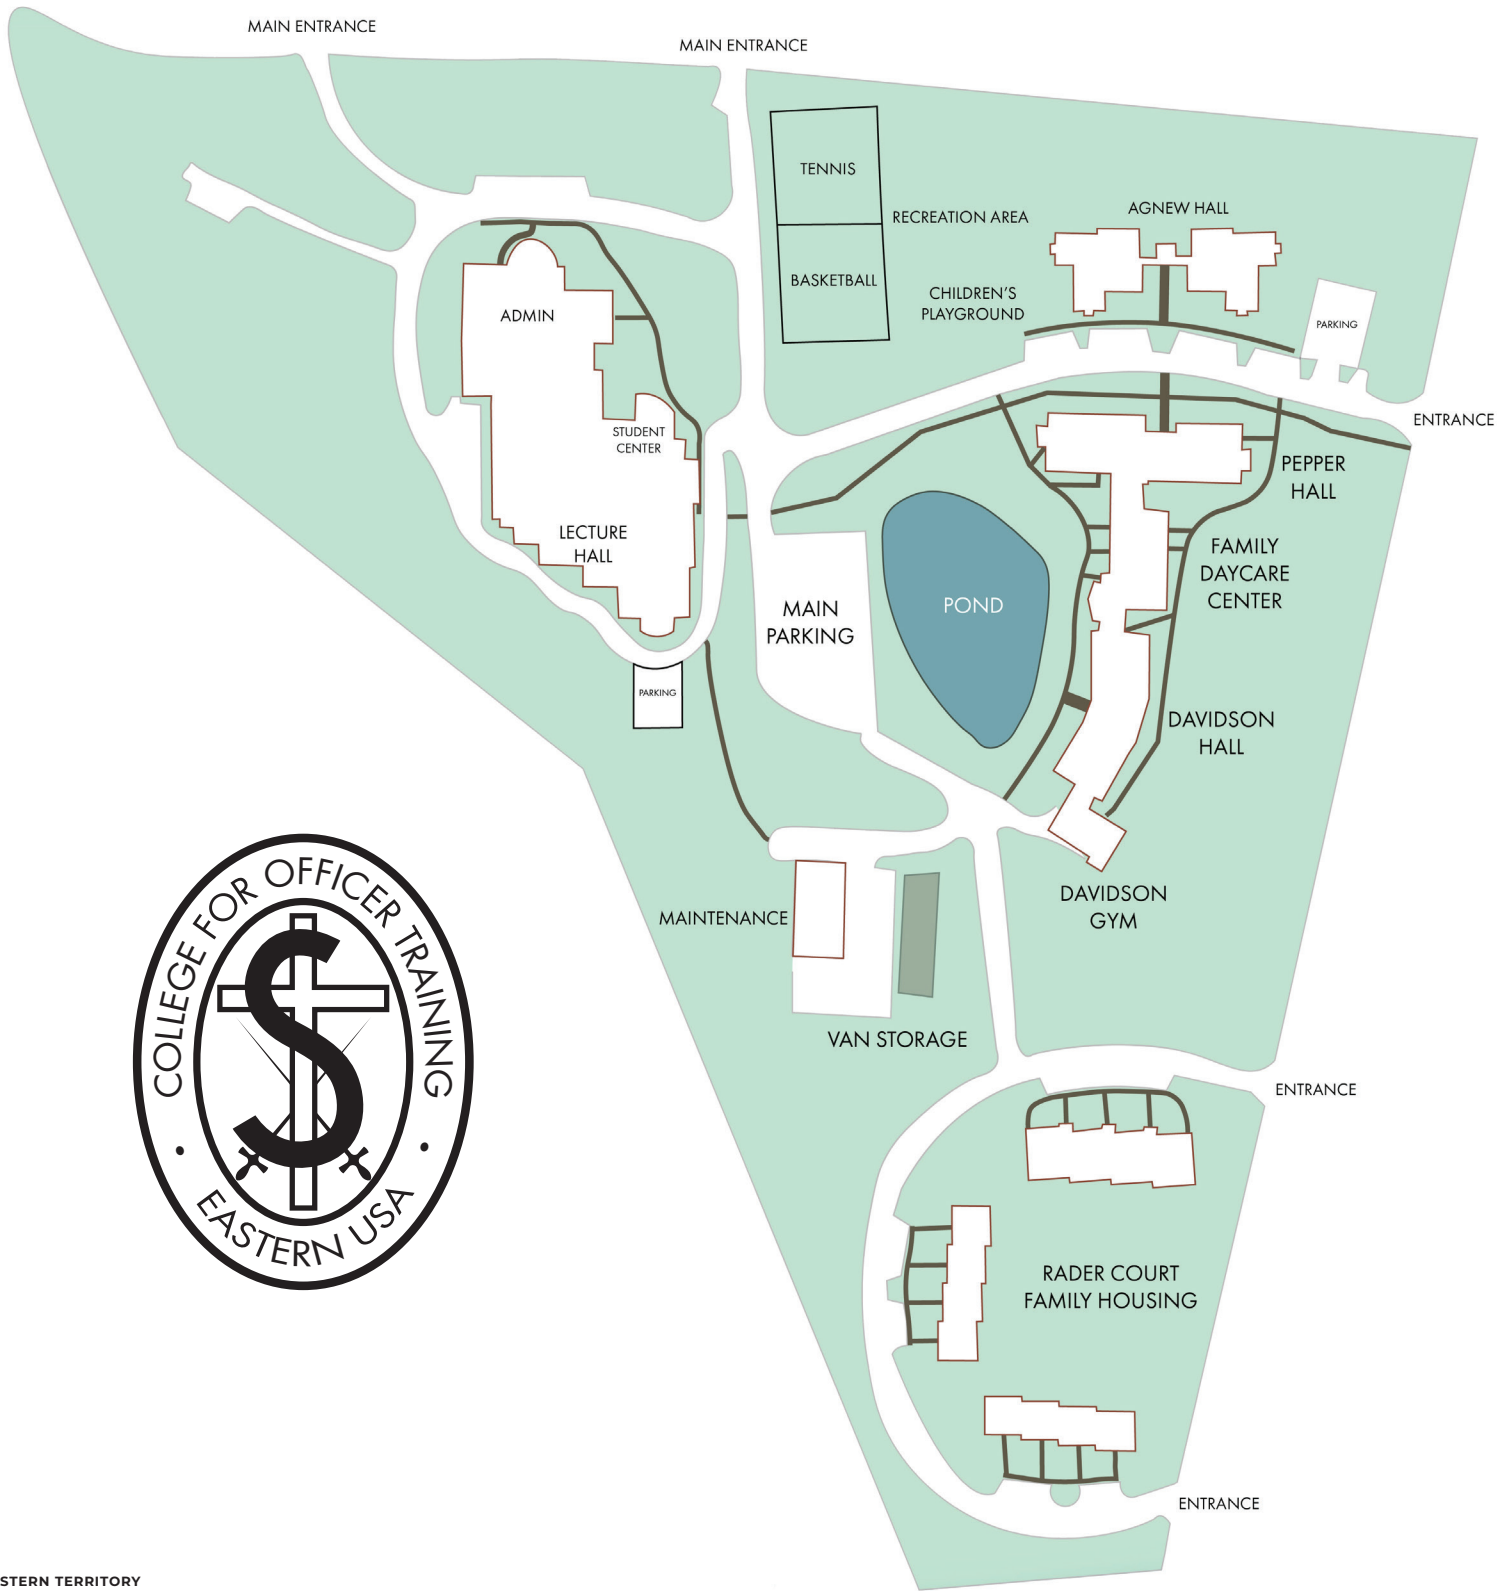 MAIN ENTRANCE
MAIN ENTRANCE
TENNIS
RECREATION AREA
AGNEW HALL
BASKETBALL
CHILDREN'S
PLAYGROUND
PARKING
ADMIN
ENTRANCE
STUDENT
CENTER
PEPPER
HALL
LECTURE
HALL
FAMILY
DAYCARE
CENTER
MAIN
PARKING
POND
PARKING
DAVIDSON
HALL
DAVIDSON
GYM
MAINTENANCE
VAN STORAGE
COLLEGE FOR OFFICER TRAINING
• EASTERN USA •
S
ENTRANCE
RADER COURT
FAMILY HOUSING
ENTRANCE
STERN TERRITORY